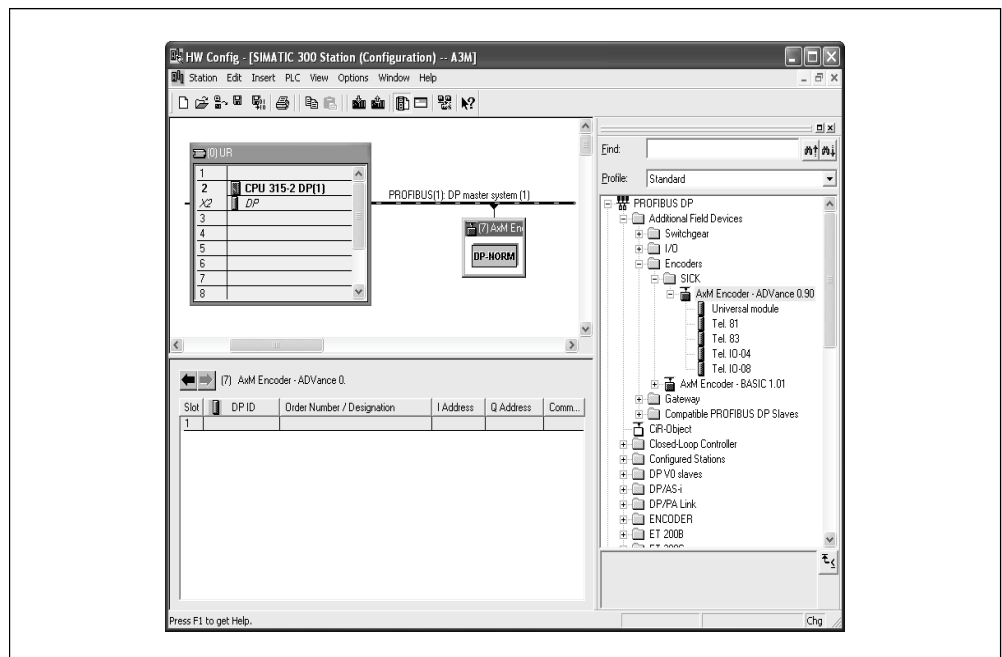 HW Config - [SIMATIC 300 Station (Configuration) -- A3M]
Station Edit Insert PLC View Options Window Help
(0) UR
1
2 CPU 315-2 DP(1)
X2 DP
3
4
5
6
7
8
PROFIBUS(1): DP master system (1)
(7) AxM En
DP-NORM
(7) AxM Encoder - ADVance 0.
Slot DP ID Order Number / Designation I Address Q Address Comm...
1
Find:
Profile: Standard
PROFIBUS DP
Additional Field Devices
Switchgear
I/O
Encoders
SICK
AxM Encoder - ADVance 0.90
Universal module
Tel. 81
Tel. 83
Tel. IO-04
Tel. IO-08
AxM Encoder - BASIC 1.01
Gateway
Compatible PROFIBUS DP Slaves
CiR-Object
Closed-Loop Controller
Configured Stations
DP V0 slaves
DP/AS-i
DP/PA Link
ENCODER
ET 200B
Press F1 to get Help.
Chg